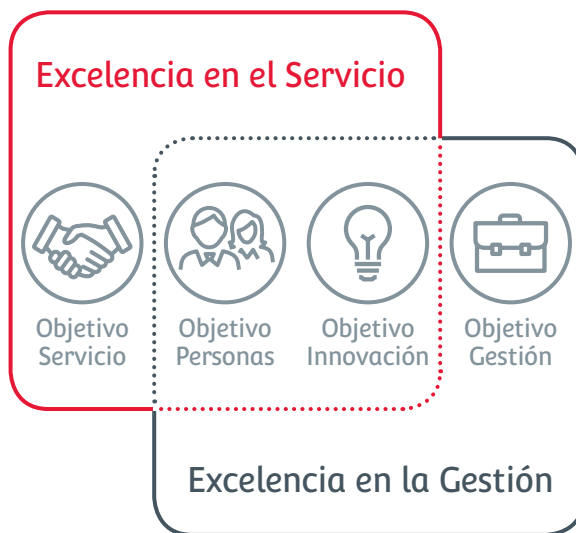 Excelencia en el Servicio
Objetivo
Servicio
Objetivo
Personas
Objetivo
Innovación
Objetivo
Gestión
Excelencia en la Gestión